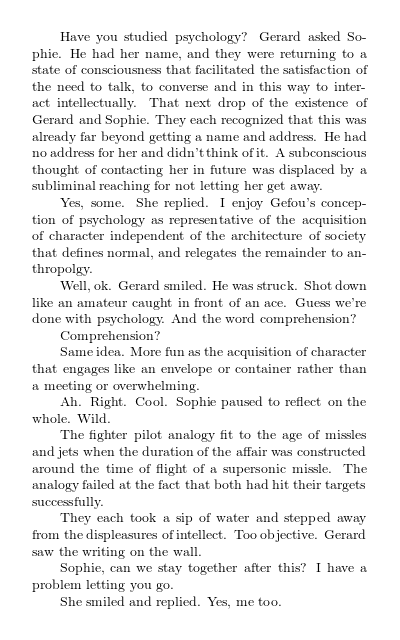 Have you studied psychology? Gerard asked So-
phie. He had her name, and they were returning to a
state of consciousness that facilitated the satisfaction of
the need to talk, to converse and in this way to inter-
act intellectually. That next drop of the existence of
Gerard and Sophie. They each recognized that this was
already far beyond getting a name and address. He had
no address for her and didn't think of it. A subconscious
thought of contacting her in future was displaced by a
subliminal reaching for not letting her get away.
Yes, some. She replied. I enjoy Gefou's concep-
tion of psychology as representative of the acquisition
of character independent of the architecture of society
that defines normal, and relegates the remainder to an-
thropolgy.
Well, ok. Gerard smiled. He was struck. Shot down
like an amateur caught in front of an ace. Guess we're
done with psychology. And the word comprehension?
Comprehension?
Same idea. More fun as the acquisition of character
that engages like an envelope or container rather than
a meeting or overwhelming.
Ah. Right. Cool. Sophie paused to reflect on the
whole. Wild.
The fighter pilot analogy fit to the age of missles
and jets when the duration of the affair was constructed
around the time of flight of a supersonic missle. The
analogy failed at the fact that both had hit their targets
successfully.
They each took a sip of water and stepped away
from the displeasures of intellect. Too objective. Gerard
saw the writing on the wall.
Sophie, can we stay together after this? I have a
problem letting you go.
She smiled and replied. Yes, me too.